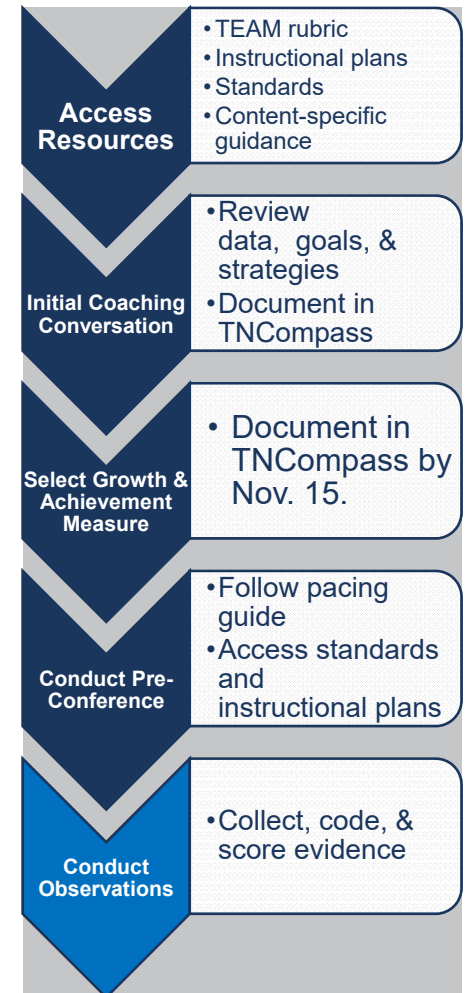 Access
Resources
• TEAM rubric
• Instructional plans
• Standards
• Content-specific
guidance
Initial Coaching
Conversation
•Review
data, goals, &
strategies
•Document in
TNCompass
Select Growth &
Achievement
Measure
• Document in
TNCompass by
Nov. 15.
Conduct Pre-
Conference
•Follow pacing
guide
•Access standards
and
instructional plans
Conduct
Observations
•Collect, code, &
score evidence